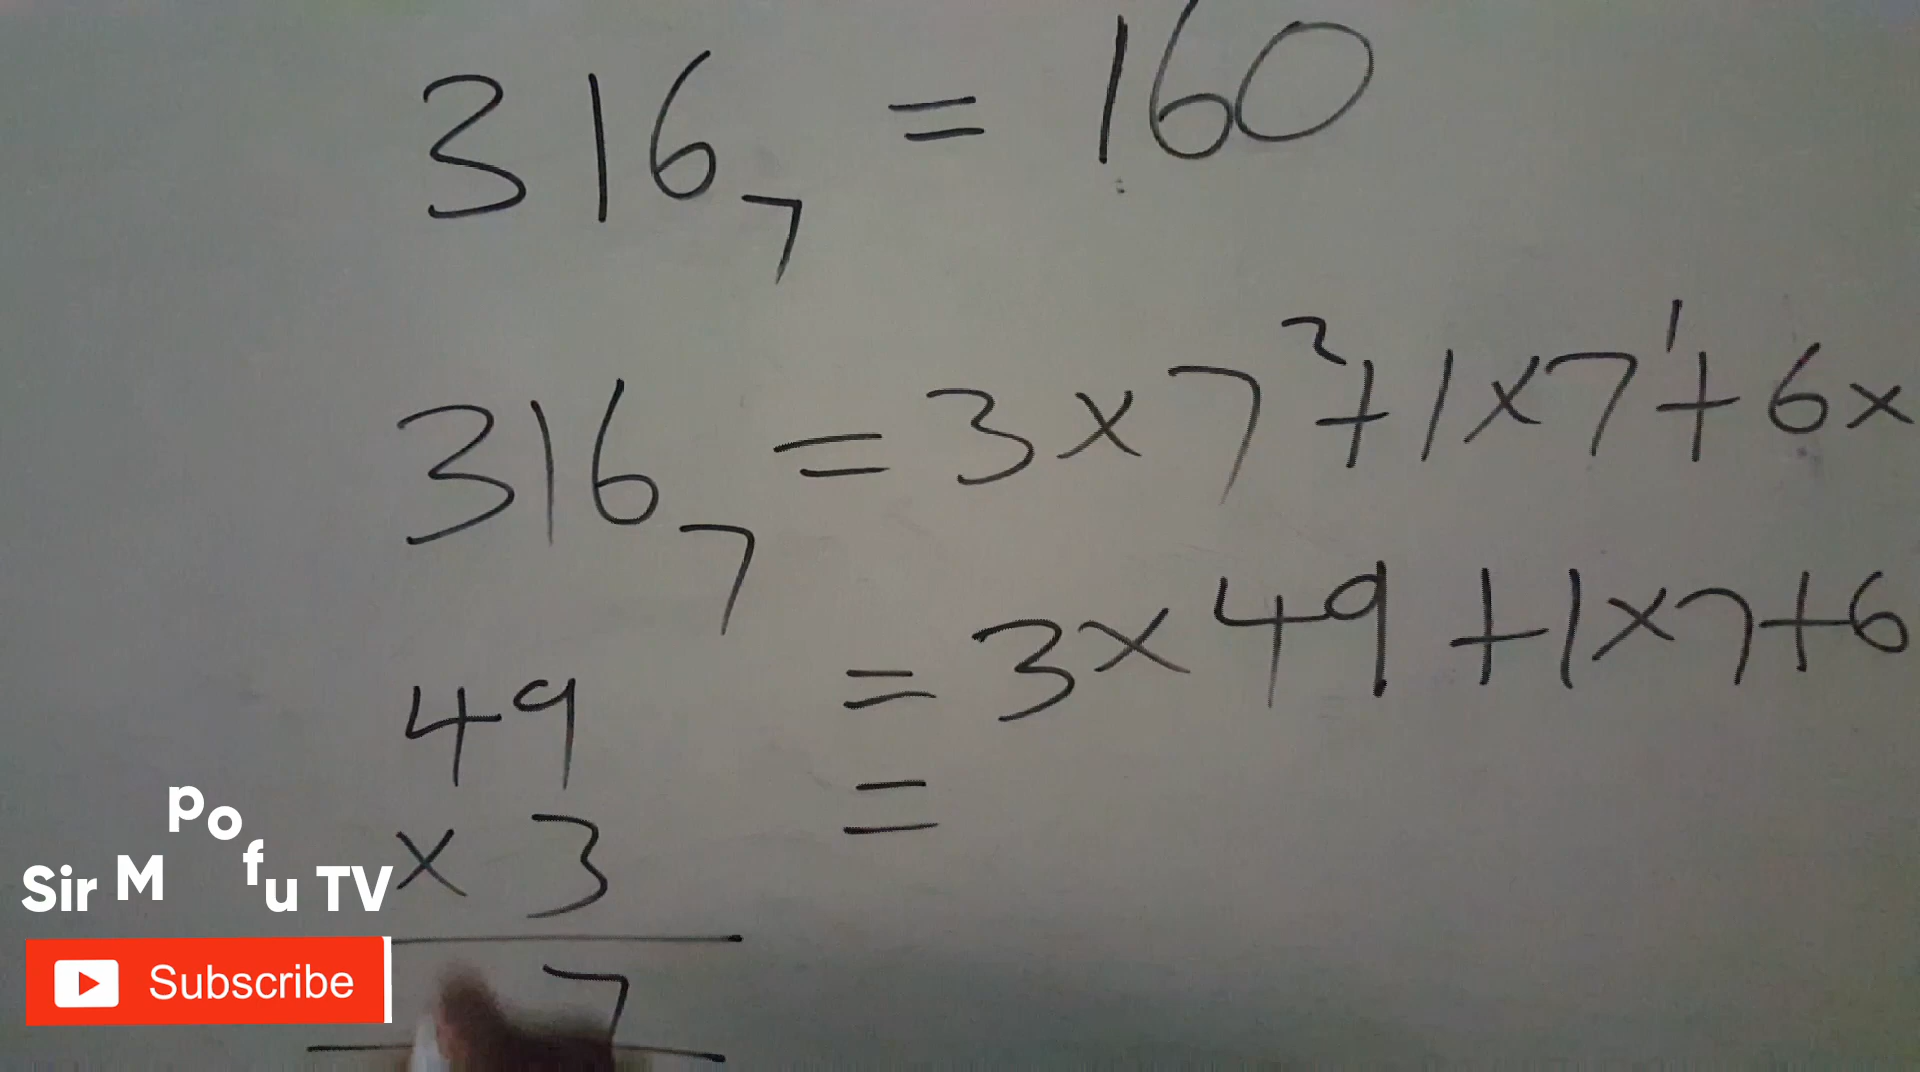 316₇ = 160
316₇ = 3 × 7² + 1 × 7¹ + 6 ×
= 3 × 49 + 1 × 7 + 6
=
49
× 3
7
Sir Mpofu TV
Subscribe